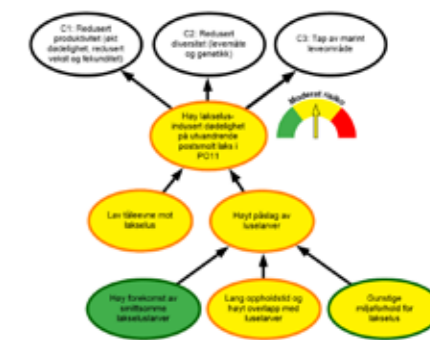 C1: Redusert
produktivitet (økt
dødelighet, redusert
vekst og fekunditet)
C2: Redusert
diversitet (levemåte
og genetikk)
C3: Tap av marint
leveområde
Høy lakselus-
indusert dødelighet
på utvandrende
postsmolt laks i
PO11
Moderat risiko
Lav tåleevne mot
lakselus
Høyt påslag av
luselarver
Høy forekomst av
smittsomme
lakseluslarver
Lang oppholdstid og
høyt overlapp med
luselarver
Gunstige
miljøforhold for
lakselus